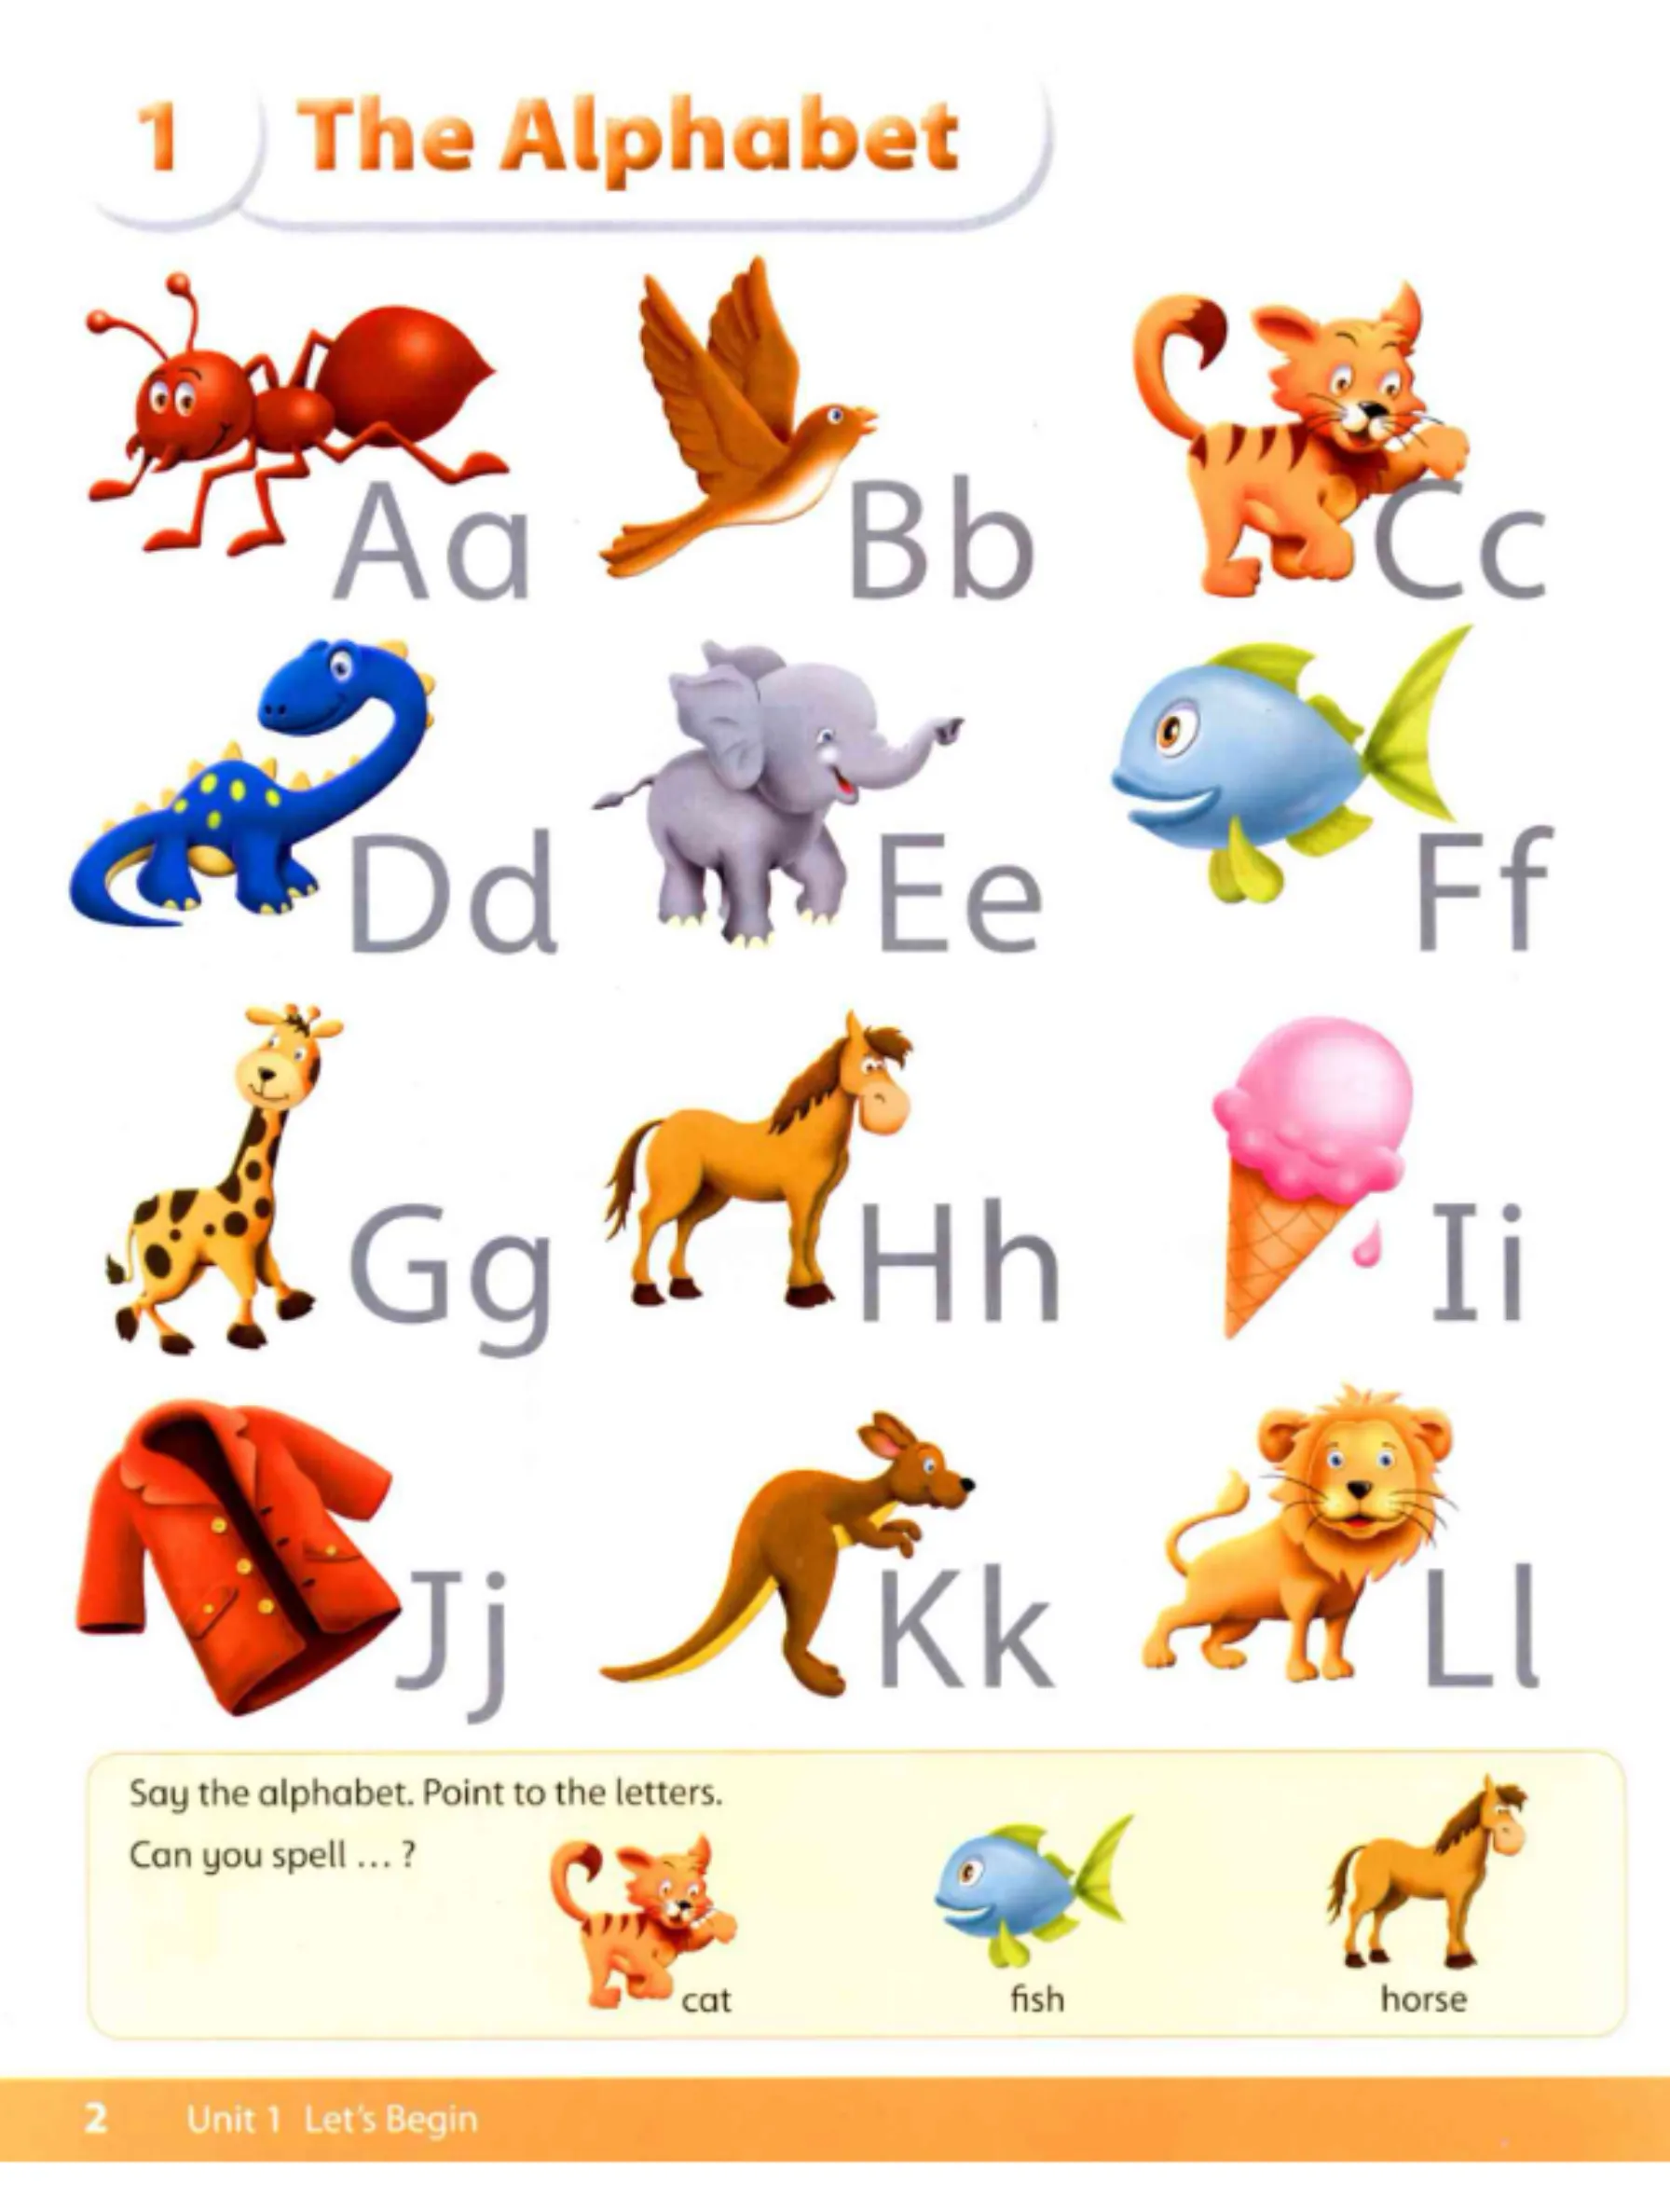 1 The Alphabet
Aa Bb Cc
Dd Ee Ff
Gg Hh Ii
Jj Kk Ll
Say the alphabet. Point to the letters.
Can you spell ... ?
cat fish horse
2 Unit 1 Let's Begin